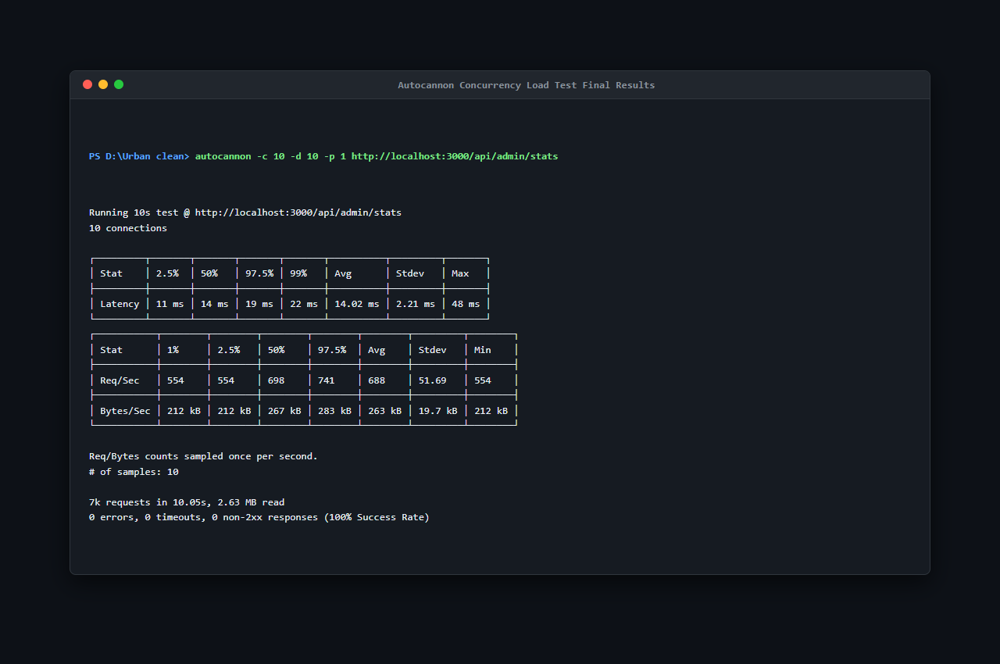 Autocannon Concurrency Load Test Final Results
PS D:\Urban clean> autocannon -c 10 -d 10 -p 1 http://localhost:3000/api/admin/stats
Running 10s test @ http://localhost:3000/api/admin/stats
10 connections
Stat 2.5% 50% 97.5% 99% Avg Stdev Max
Latency 11 ms 14 ms 19 ms 22 ms 14.02 ms 2.21 ms 48 ms
Stat 1% 2.5% 50% 97.5% Avg Stdev Min
Req/Sec 554 554 698 741 688 51.69 554
Bytes/Sec 212 kB 212 kB 267 kB 283 kB 263 kB 19.7 kB 212 kB
Req/Bytes counts sampled once per second.
# of samples: 10
7k requests in 10.05s, 2.63 MB read
0 errors, 0 timeouts, 0 non-2xx responses (100% Success Rate)